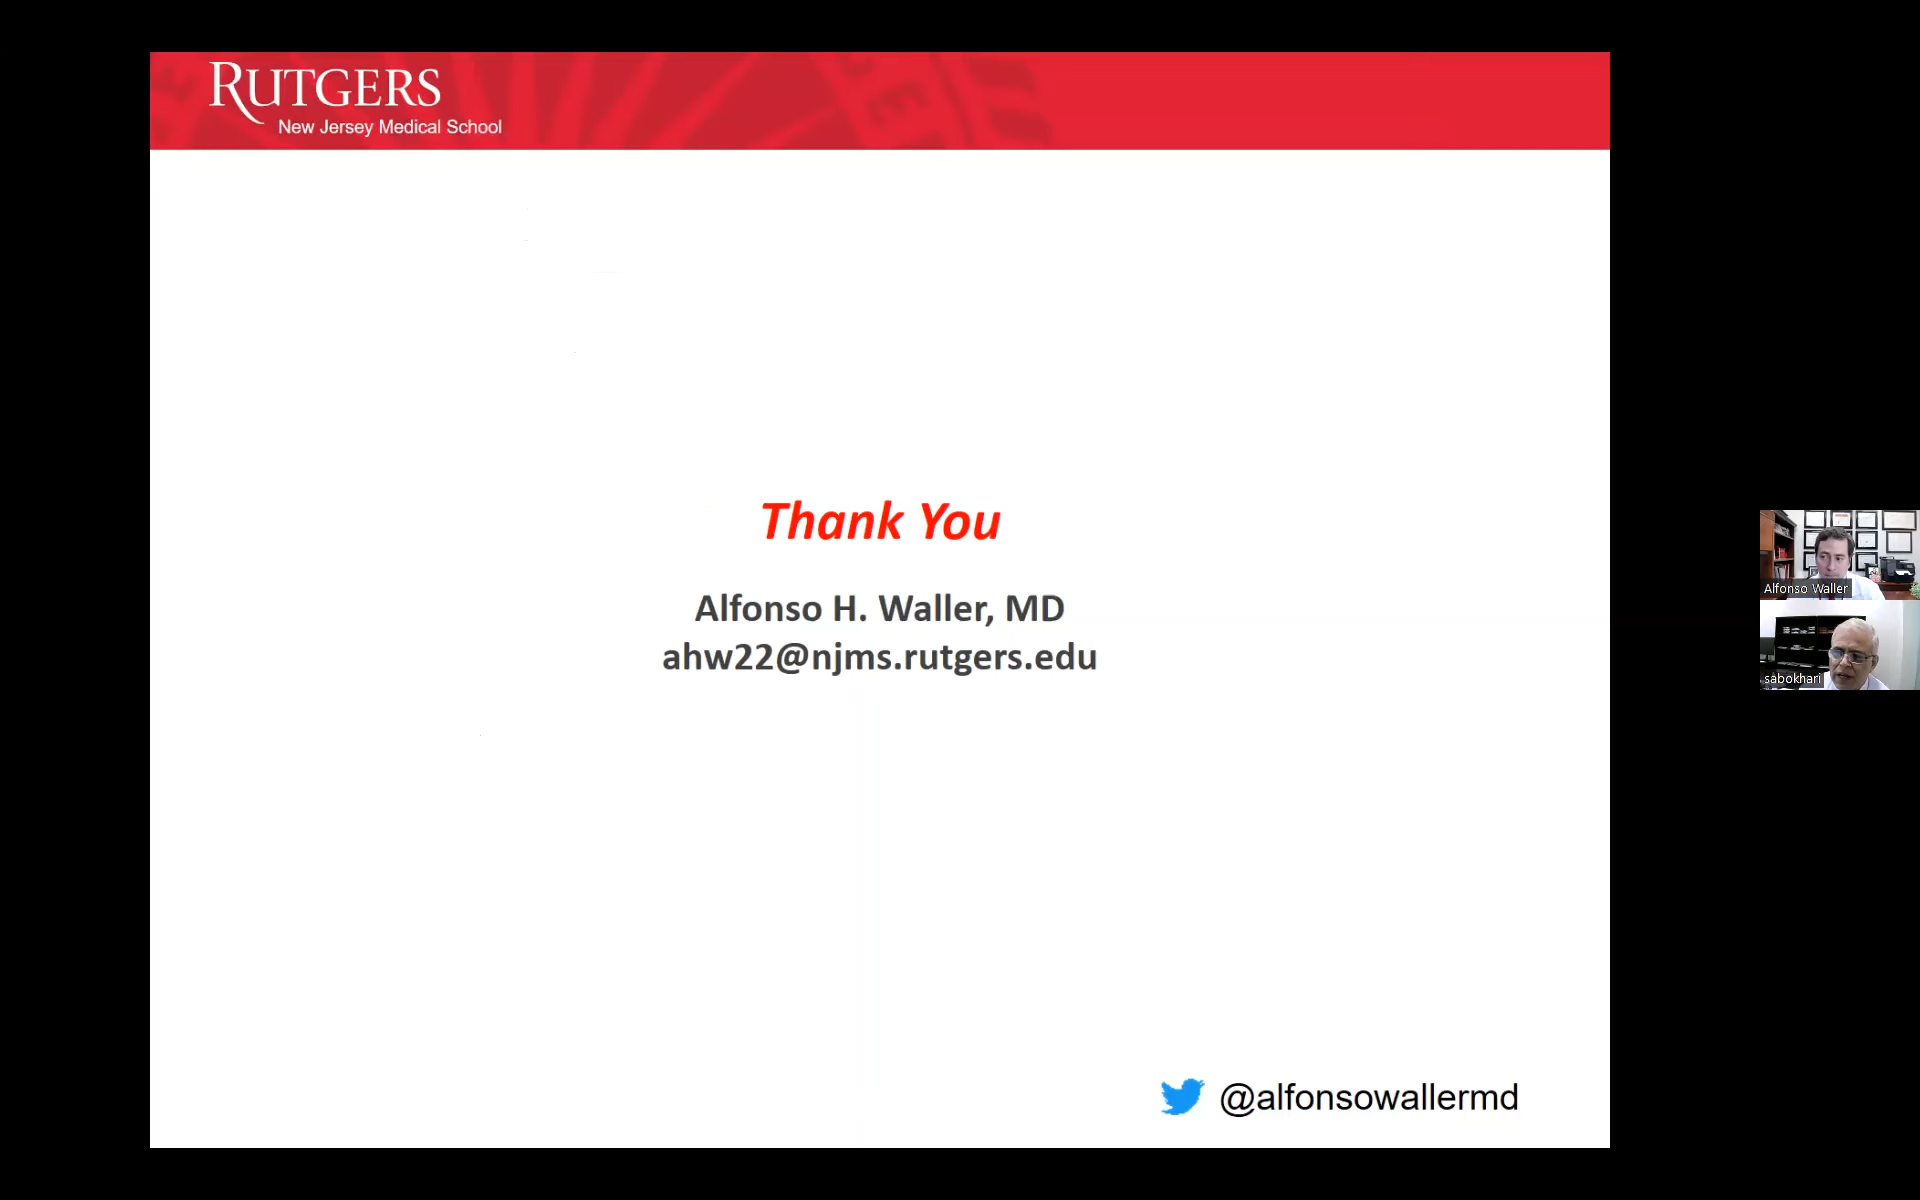 RUTGERS
New Jersey Medical School
Thank You
Alfonso H. Waller, MD
ahw22@njms.rutgers.edu
Alfonso Waller
sabokhari
@alfonsowallermd